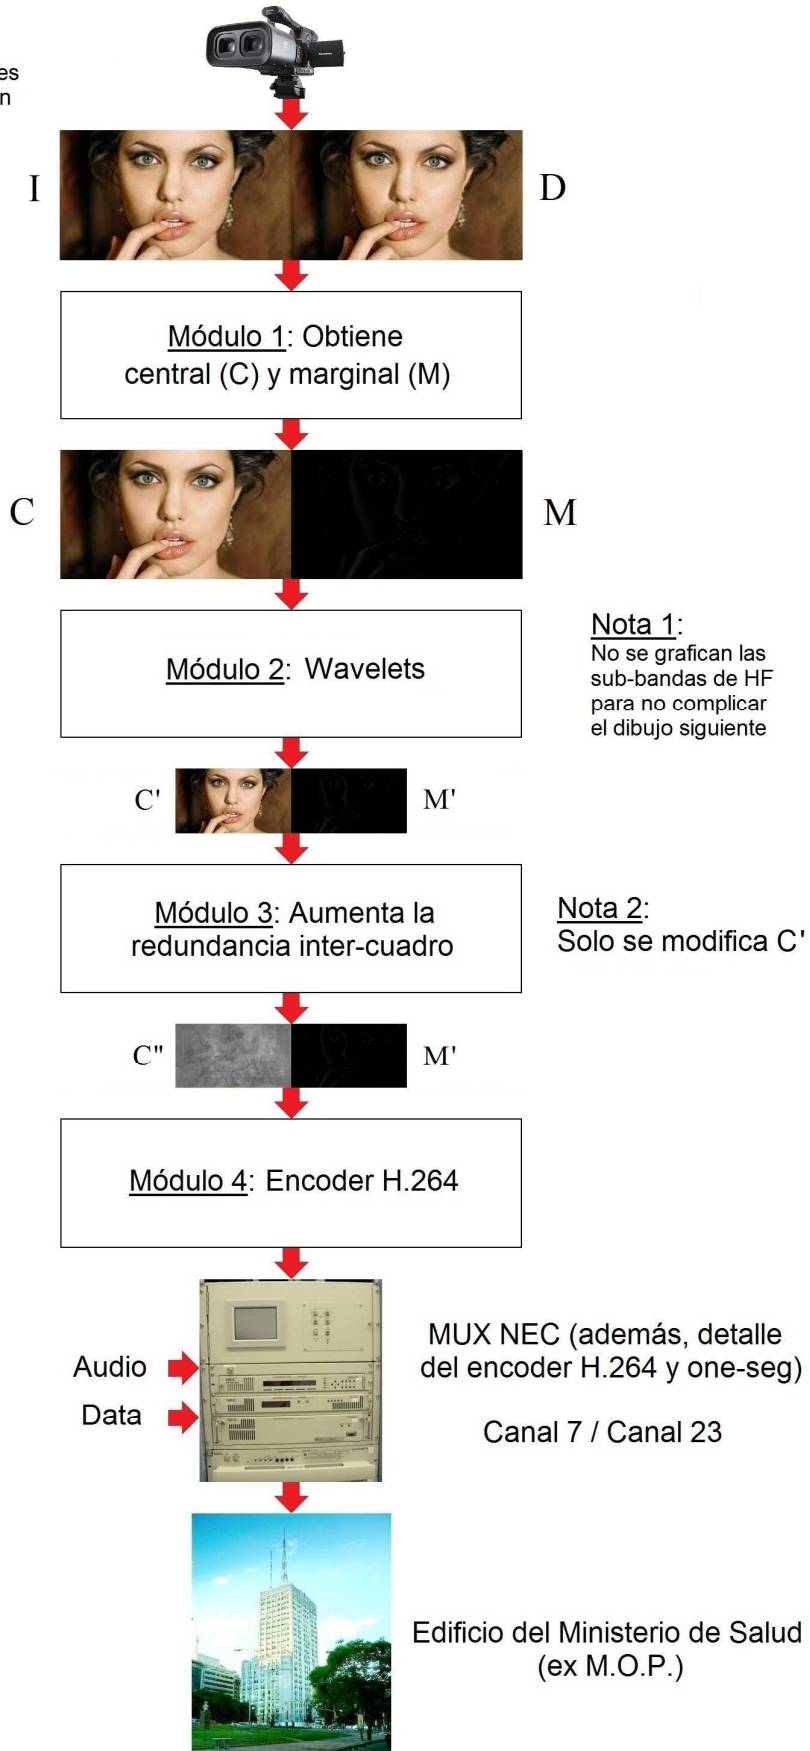 es
n
I
D
Módulo 1: Obtiene
central (C) y marginal (M)
C
M
Módulo 2: Wavelets
Nota 1:
No se grafican las
sub-bandas de HF
para no complicar
el dibujo siguiente
C'
M'
Módulo 3: Aumenta la
redundancia inter-cuadro
Nota 2:
Solo se modifica C'
C"
M'
Módulo 4: Encoder H.264
Audio
Data
MUX NEC (además, detalle
del encoder H.264 y one-seg)
Canal 7 / Canal 23
Edificio del Ministerio de Salud
(ex M.O.P.)